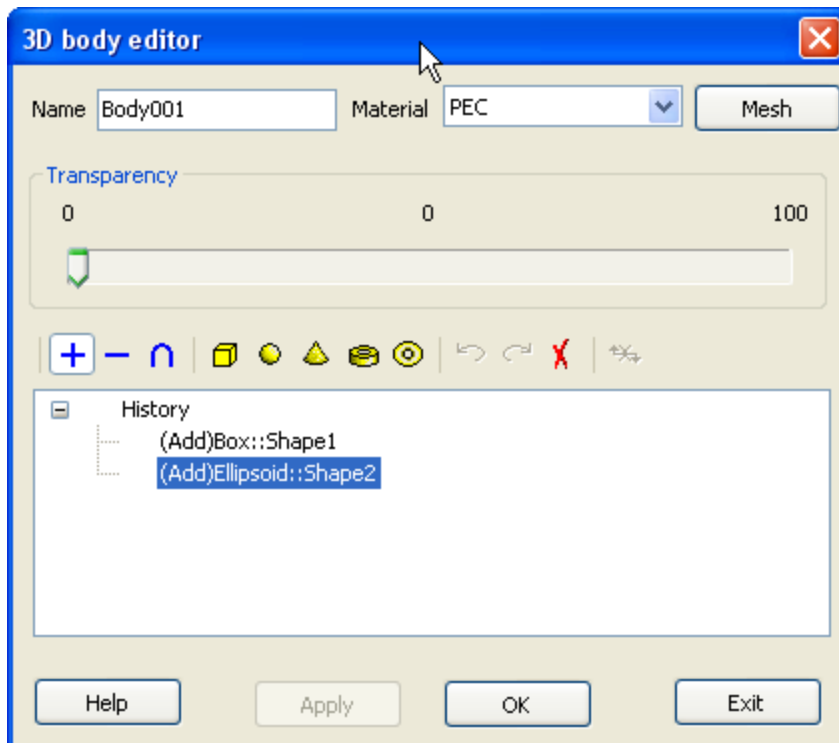 3D body editor
Name Body001 Material PEC Mesh
Transparency
0 0 100
History
(Add)Box::Shape1
(Add)Ellipsoid::Shape2
Help Apply OK Exit